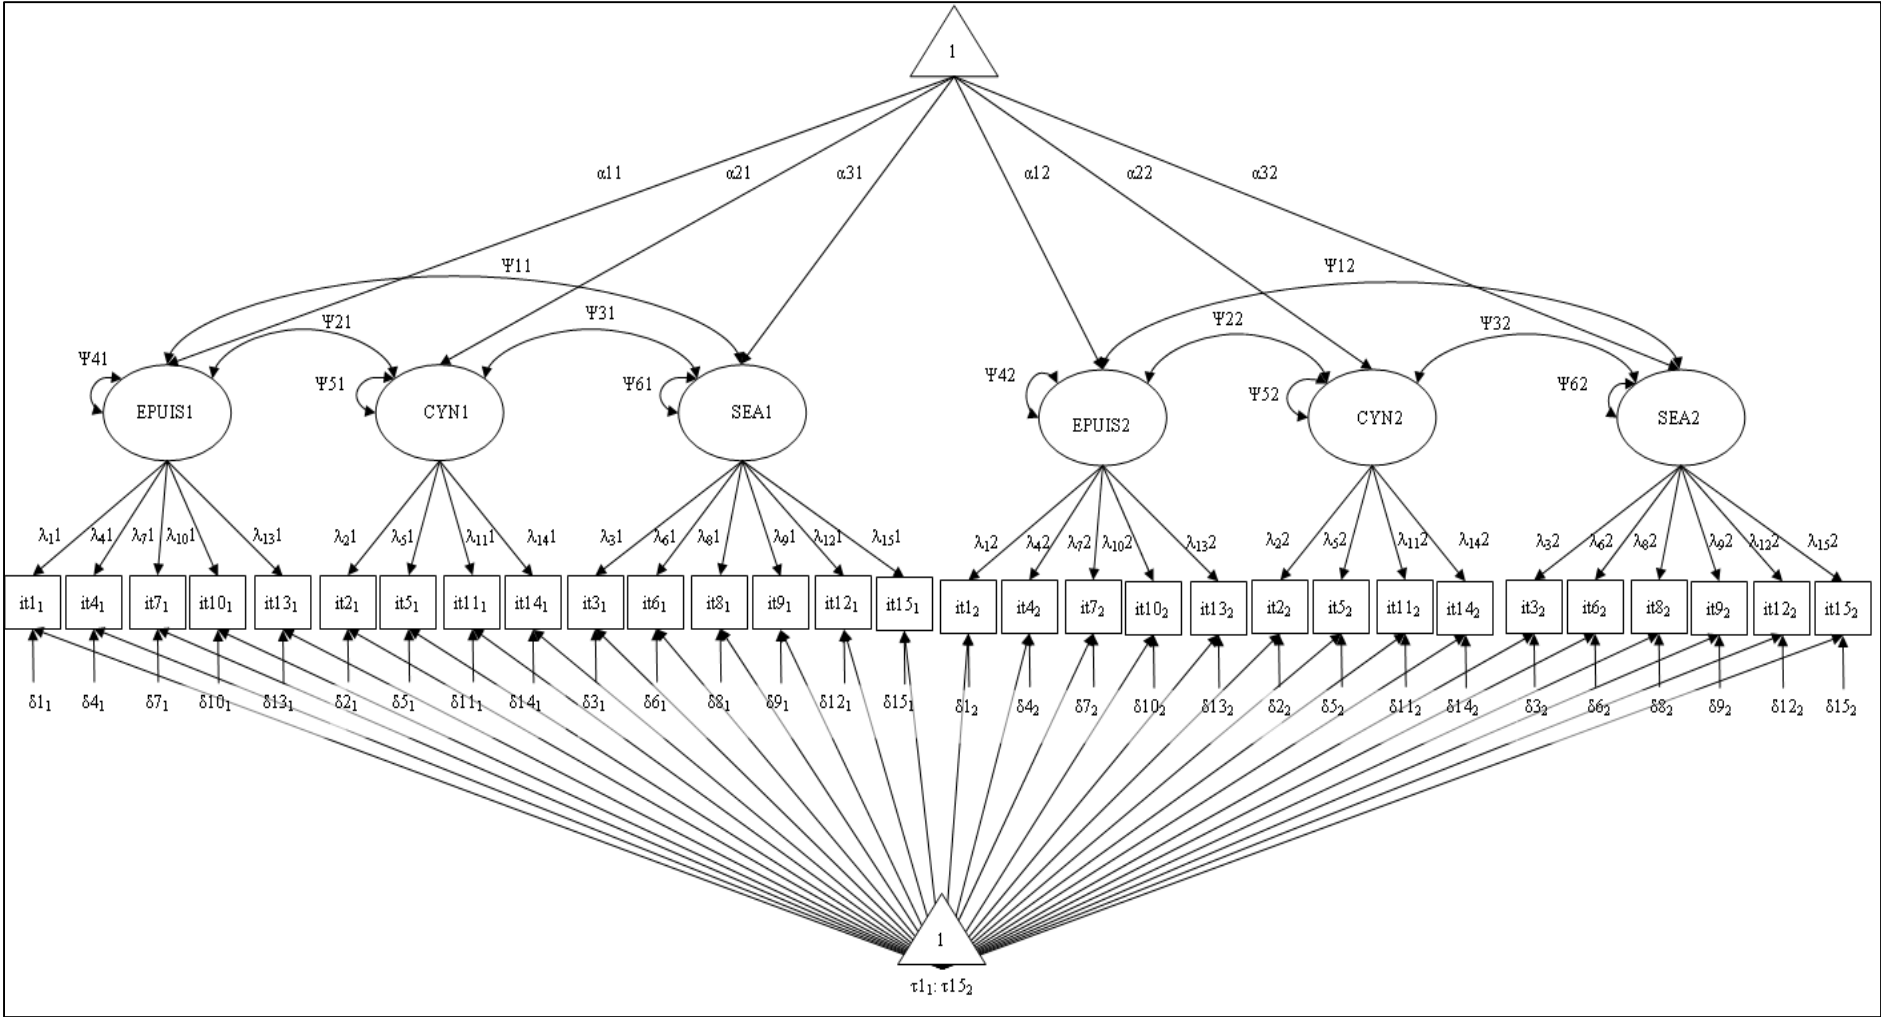 1
α11 α21 α31 α12 α22 α32
Ψ11 Ψ12
Ψ21 Ψ31 Ψ22 Ψ32
Ψ41 Ψ51 Ψ61 Ψ42 Ψ52 Ψ62
EPUIS1 CYN1 SEA1 EPUIS2 CYN2 SEA2
λ₁1 λ₄1 λ₇1 λ₁₀1 λ₁₃1 λ₂1 λ₅1 λ₁₁1 λ₁₄1 λ₃1 λ₆1 λ₈1 λ₉1 λ₁₂1 λ₁₅1 λ₁2 λ₄2 λ₇2 λ₁₀2 λ₁₃2 λ₂2 λ₅2 λ₁₁2 λ₁₄2 λ₃2 λ₆2 λ₈2 λ₉2 λ₁₂2 λ₁₅2
it1₁ it4₁ it7₁ it10₁ it13₁ it2₁ it5₁ it11₁ it14₁ it3₁ it6₁ it8₁ it9₁ it12₁ it15₁ it1₂ it4₂ it7₂ it10₂ it13₂ it2₂ it5₂ it11₂ it14₂ it3₂ it6₂ it8₂ it9₂ it12₂ it15₂
δ1₁ δ4₁ δ7₁ δ10₁ δ13₁ δ2₁ δ5₁ δ11₁ δ14₁ δ3₁ δ6₁ δ8₁ δ9₁ δ12₁ δ15₁ δ1₂ δ4₂ δ7₂ δ10₂ δ13₂ δ2₂ δ5₂ δ11₂ δ14₂ δ3₂ δ6₂ δ8₂ δ9₂ δ12₂ δ15₂
1
τ1₁: τ15₂